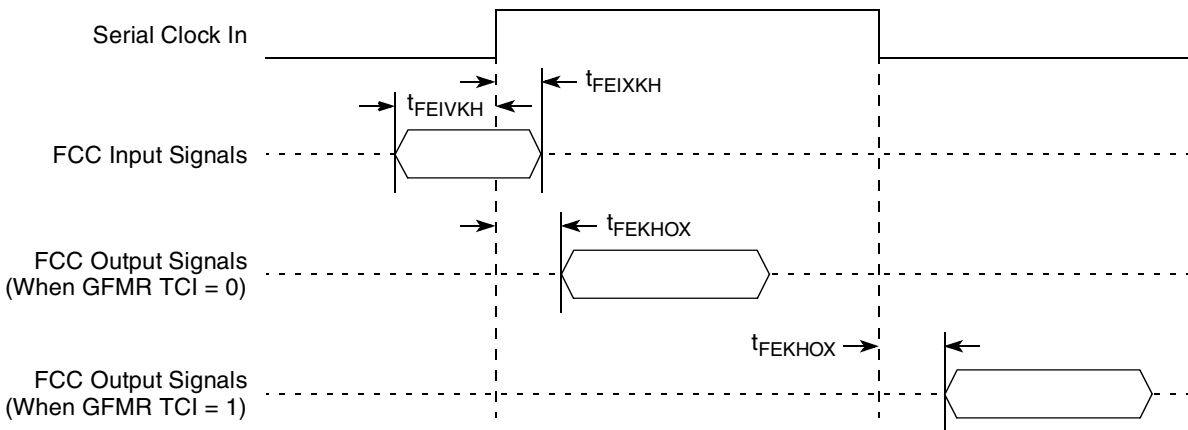 Serial Clock In
tFEIXKH
tFEIVKH
FCC Input Signals
tFEKHOX
FCC Output Signals
(When GFMR TCI = 0)
tFEKHOX
FCC Output Signals
(When GFMR TCI = 1)